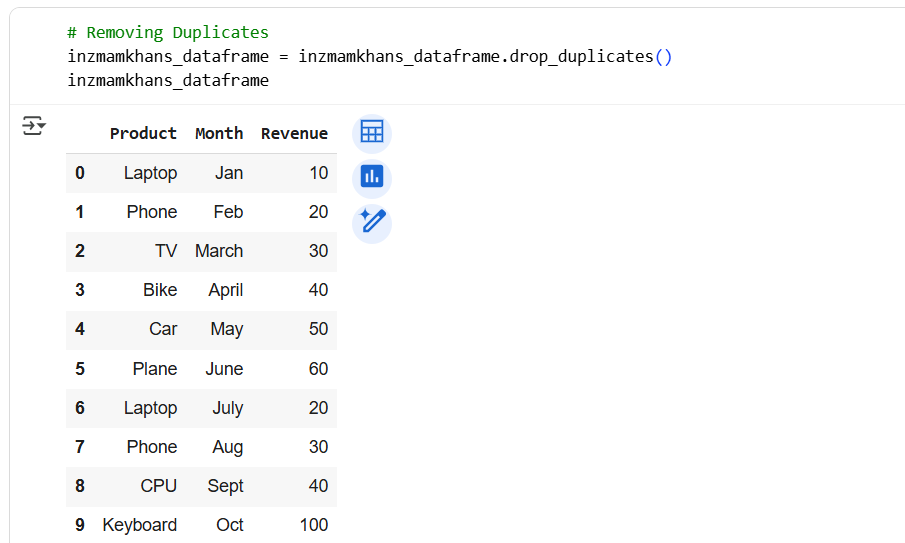 # Removing Duplicates
inzmamkhans_dataframe = inzmamkhans_dataframe.drop_duplicates()
inzmamkhans_dataframe
Product Month Revenue
0 Laptop Jan 10
1 Phone Feb 20
2 TV March 30
3 Bike April 40
4 Car May 50
5 Plane June 60
6 Laptop July 20
7 Phone Aug 30
8 CPU Sept 40
9 Keyboard Oct 100